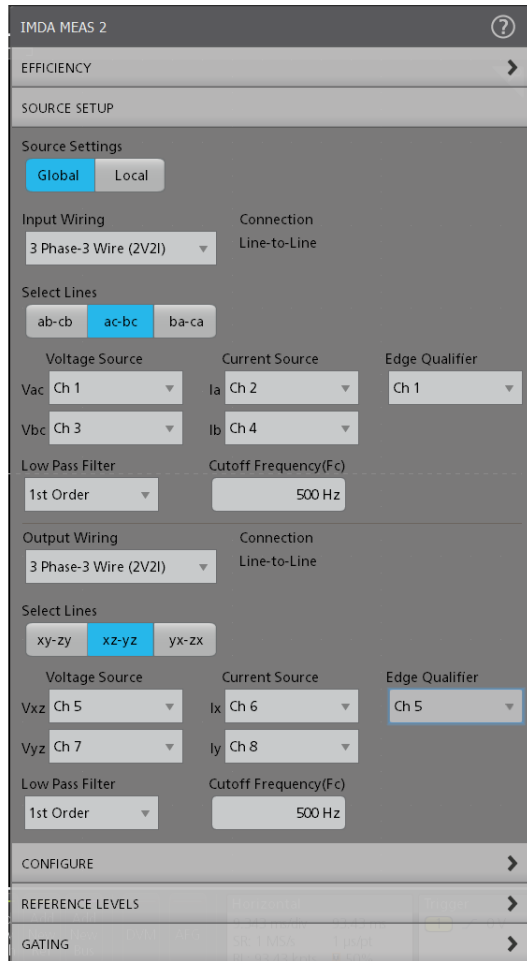 IMDA MEAS 2
EFFICIENCY
SOURCE SETUP
Source Settings
Global Local
Input Wiring Connection
3 Phase-3 Wire (2V2I) Line-to-Line
Select Lines
ab-cb ac-bc ba-ca
Voltage Source Current Source Edge Qualifier
Vac Ch 1 Ia Ch 2 Ch 1
Vbc Ch 3 Ib Ch 4
Low Pass Filter Cutoff Frequency(Fc)
1st Order 500 Hz
Output Wiring Connection
3 Phase-3 Wire (2V2I) Line-to-Line
Select Lines
xy-zy xz-yz yx-zx
Voltage Source Current Source Edge Qualifier
Vxz Ch 5 Ix Ch 6 Ch 5
Vyz Ch 7 Iy Ch 8
Low Pass Filter Cutoff Frequency(Fc)
1st Order 500 Hz
CONFIGURE
REFERENCE LEVELS
GATING